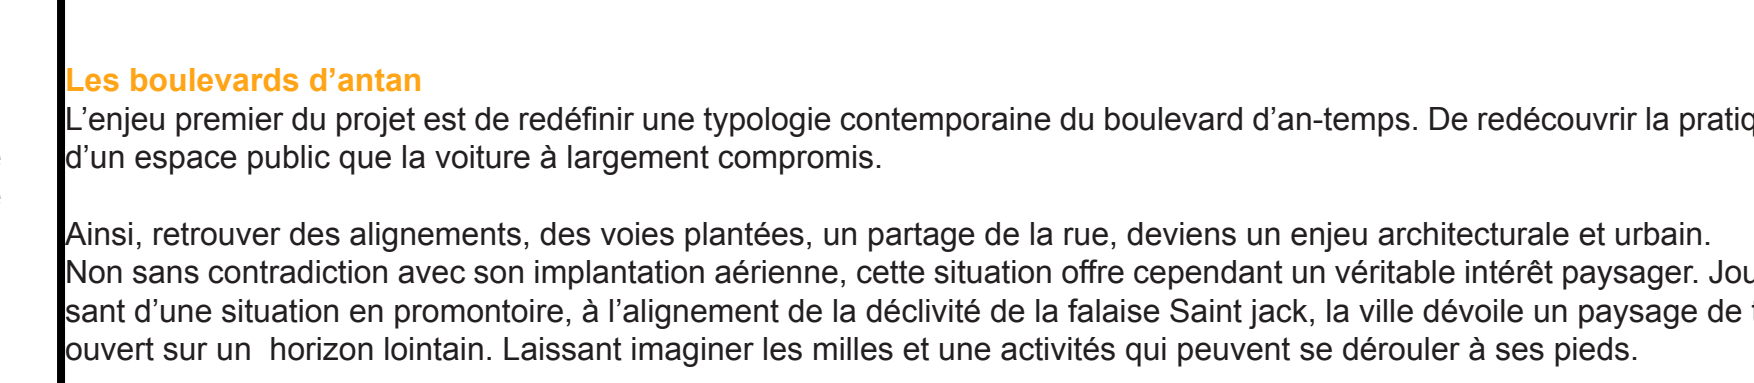 Les boulevards d’antan
L’enjeu premier du projet est de redéfinir une typologie contemporaine du boulevard d’an-temps. De redécouvrir la pratiq
d’un espace public que la voiture à largement compromis.
Ainsi, retrouver des alignements, des voies plantées, un partage de la rue, deviens un enjeu architecturale et urbain.
Non sans contradiction avec son implantation aérienne, cette situation offre cependant un véritable intérêt paysager. Jou
sant d’une situation en promontoire, à l’alignement de la déclivité de la falaise Saint jack, la ville dévoile un paysage de
ouvert sur un  horizon lointain. Laissant imaginer les milles et une activités qui peuvent se dérouler à ses pieds.